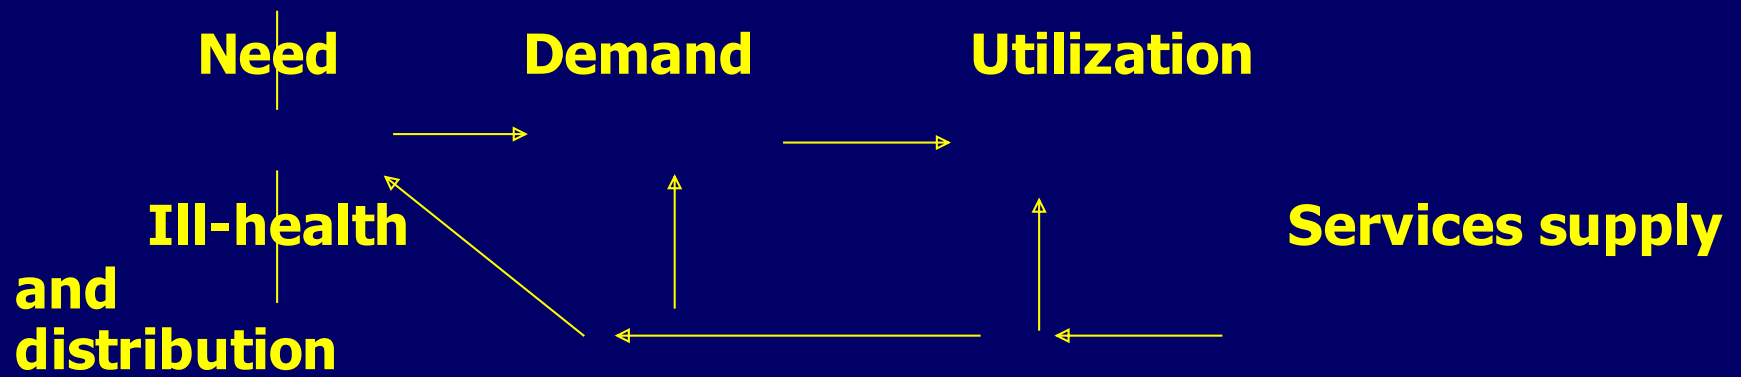 Need Demand Utilization
Ill-health Services supply
and
distribution